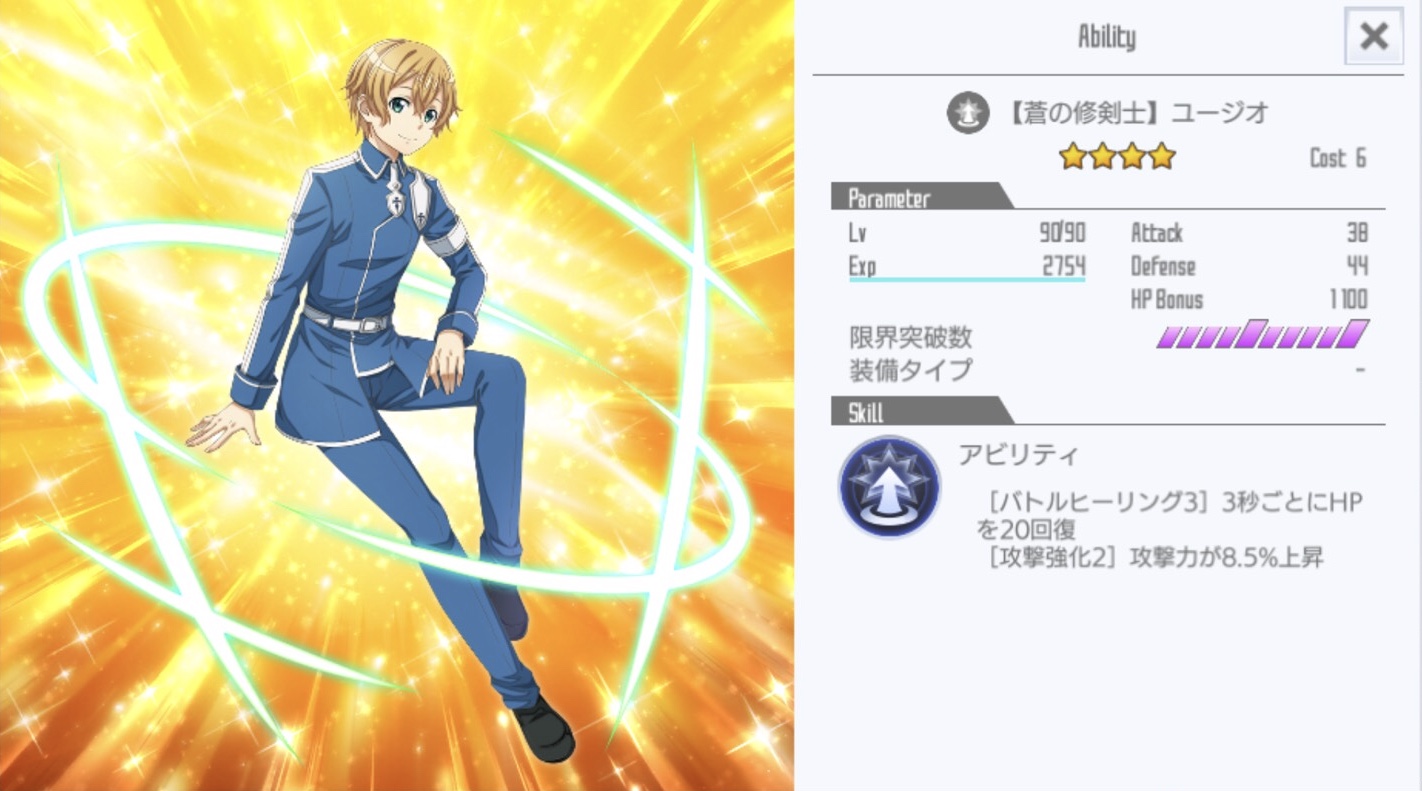 Ability
【蒼の修剣士】ユージオ
Cost 6
Parameter
Lv 90/90 Attack 38
Exp 2754 Defense 44
HP Bonus 1100
限界突破数
装備タイプ -
Skill
アビリティ
［バトルヒーリング3］3秒ごとにHP
を20回復
［攻撃強化2］攻撃力が8.5%上昇